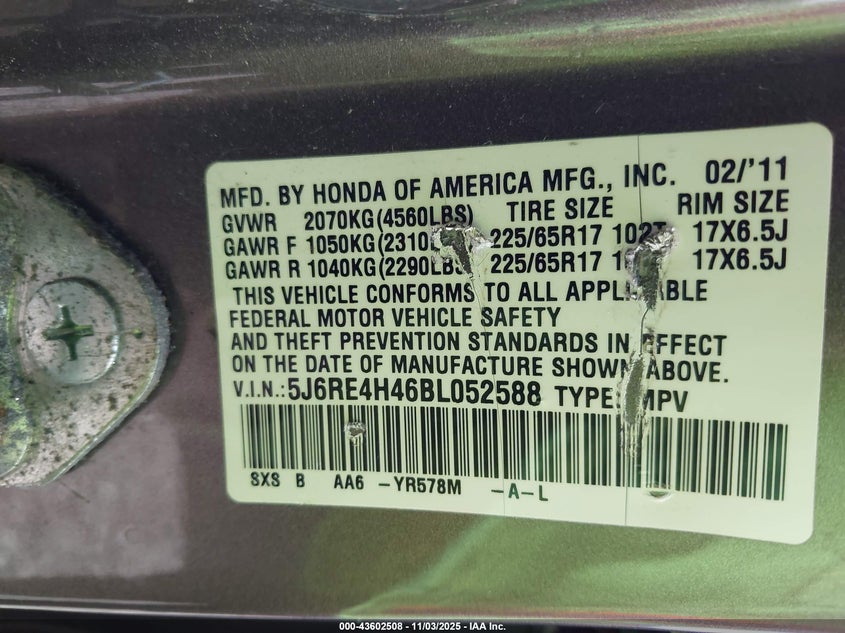 MFD. BY HONDA OF AMERICA MFG., INC. 02/'11
GVWR 2070KG(4560LBS) TIRE SIZE RIM SIZE
GAWR F 1050KG(2310 225/65R17 102T 17X6.5J
GAWR R 1040KG(2290LBS 225/65R17 17X6.5J
THIS VEHICLE CONFORMS TO ALL APPLICABLE
FEDERAL MOTOR VEHICLE SAFETY
AND THEFT PREVENTION STANDARDS IN EFFECT
ON THE DATE OF MANUFACTURE SHOWN ABOVE.
V.I.N.: 5J6RE4H46BL052588 TYPE: MPV
SXS B AA6 -YR578M -A-L
000-43602508 - 11/03/2025 - IAA Inc.